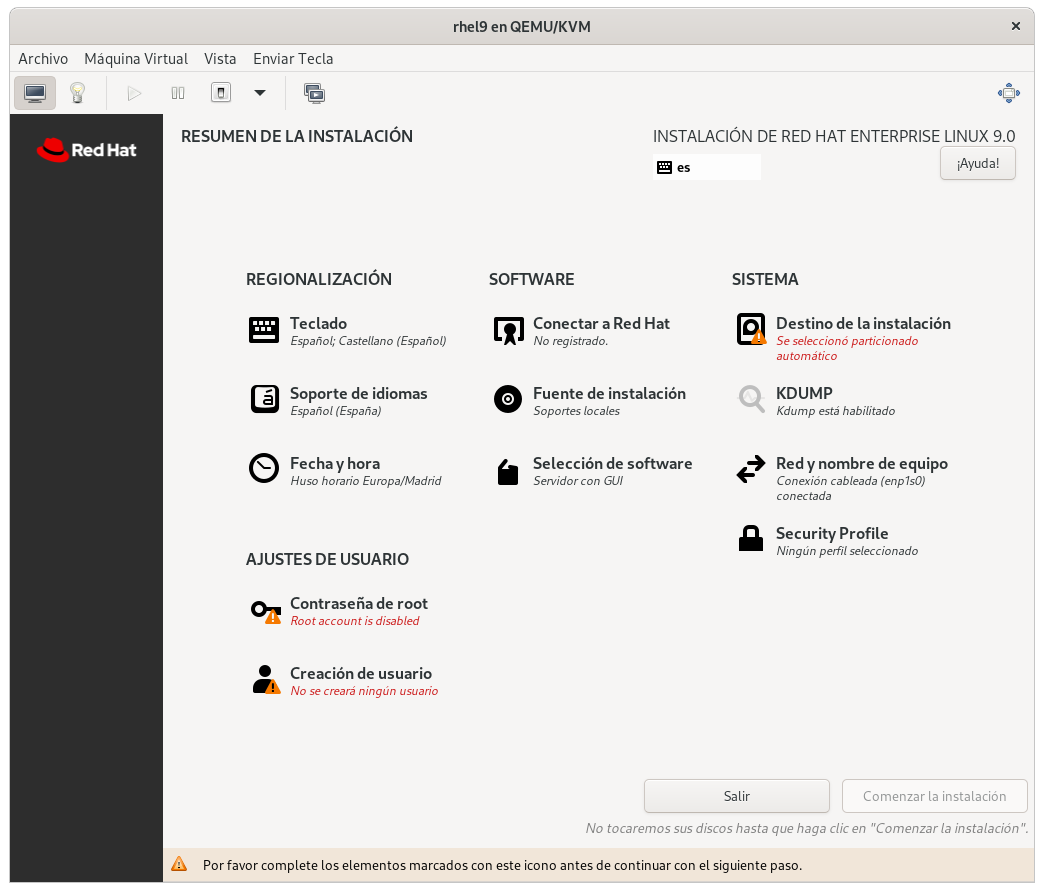 rhel9 en QEMU/KVM
Archivo Máquina Virtual Vista Enviar Tecla
Red Hat
RESUMEN DE LA INSTALACIÓN
INSTALACIÓN DE RED HAT ENTERPRISE LINUX 9.0
es
¡Ayuda!
REGIONALIZACIÓN
Teclado
Español; Castellano (Español)
Soporte de idiomas
Español (España)
Fecha y hora
Huso horario Europa/Madrid
SOFTWARE
Conectar a Red Hat
No registrado.
Fuente de instalación
Soportes locales
Selección de software
Servidor con GUI
SISTEMA
Destino de la instalación
Se seleccionó particionado
automático
KDUMP
Kdump está habilitado
Red y nombre de equipo
Conexión cableada (enp1s0)
conectada
Security Profile
Ningún perfil seleccionado
AJUSTES DE USUARIO
Contraseña de root
Root account is disabled
Creación de usuario
No se creará ningún usuario
Salir
Comenzar la instalación
No tocaremos sus discos hasta que haga clic en "Comenzar la instalación".
Por favor complete los elementos marcados con este icono antes de continuar con el siguiente paso.